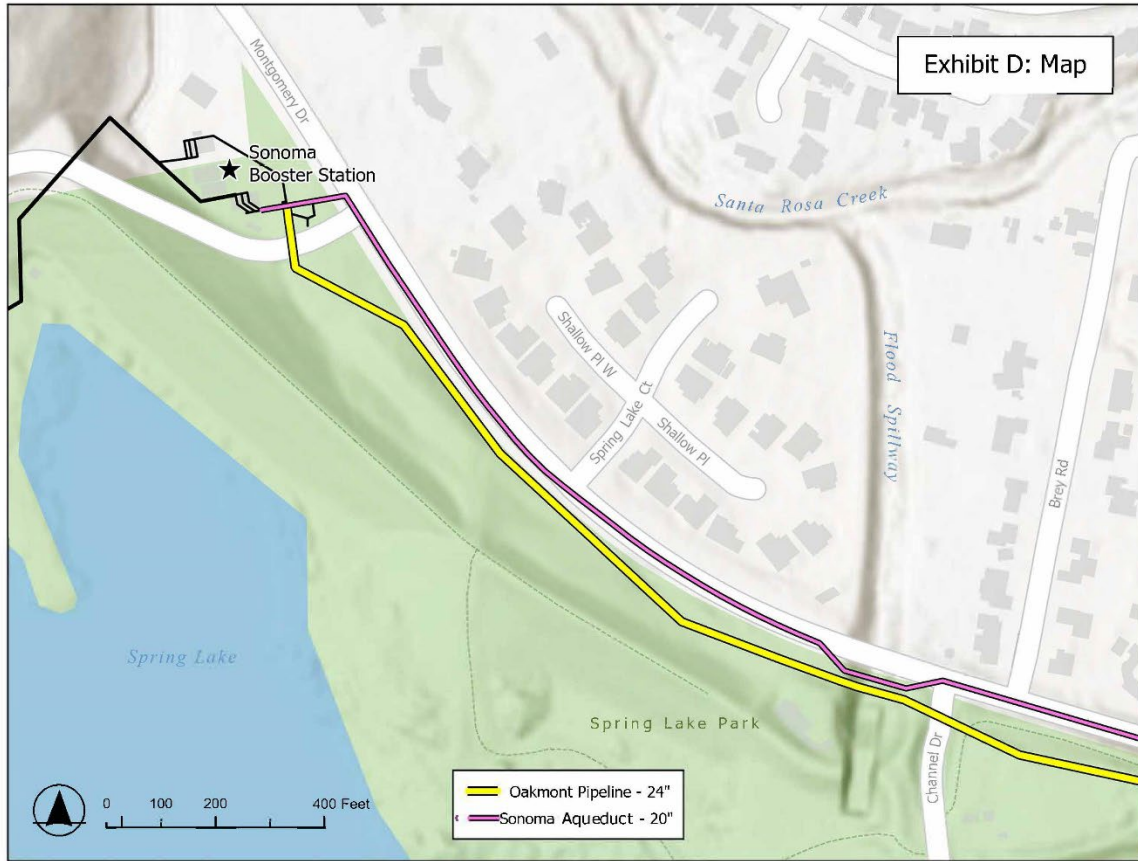 Exhibit D: Map
Montgomery Dr
Sonoma
Booster Station
Santa Rosa Creek
Shallow Pl W
Spring Lake Ct
Shallow Pl
Flood Spillway
Brey Rd
Spring Lake
Spring Lake Park
Channel Dr
0 100 200 400 Feet
Oakmont Pipeline - 24"
Sonoma Aqueduct - 20"